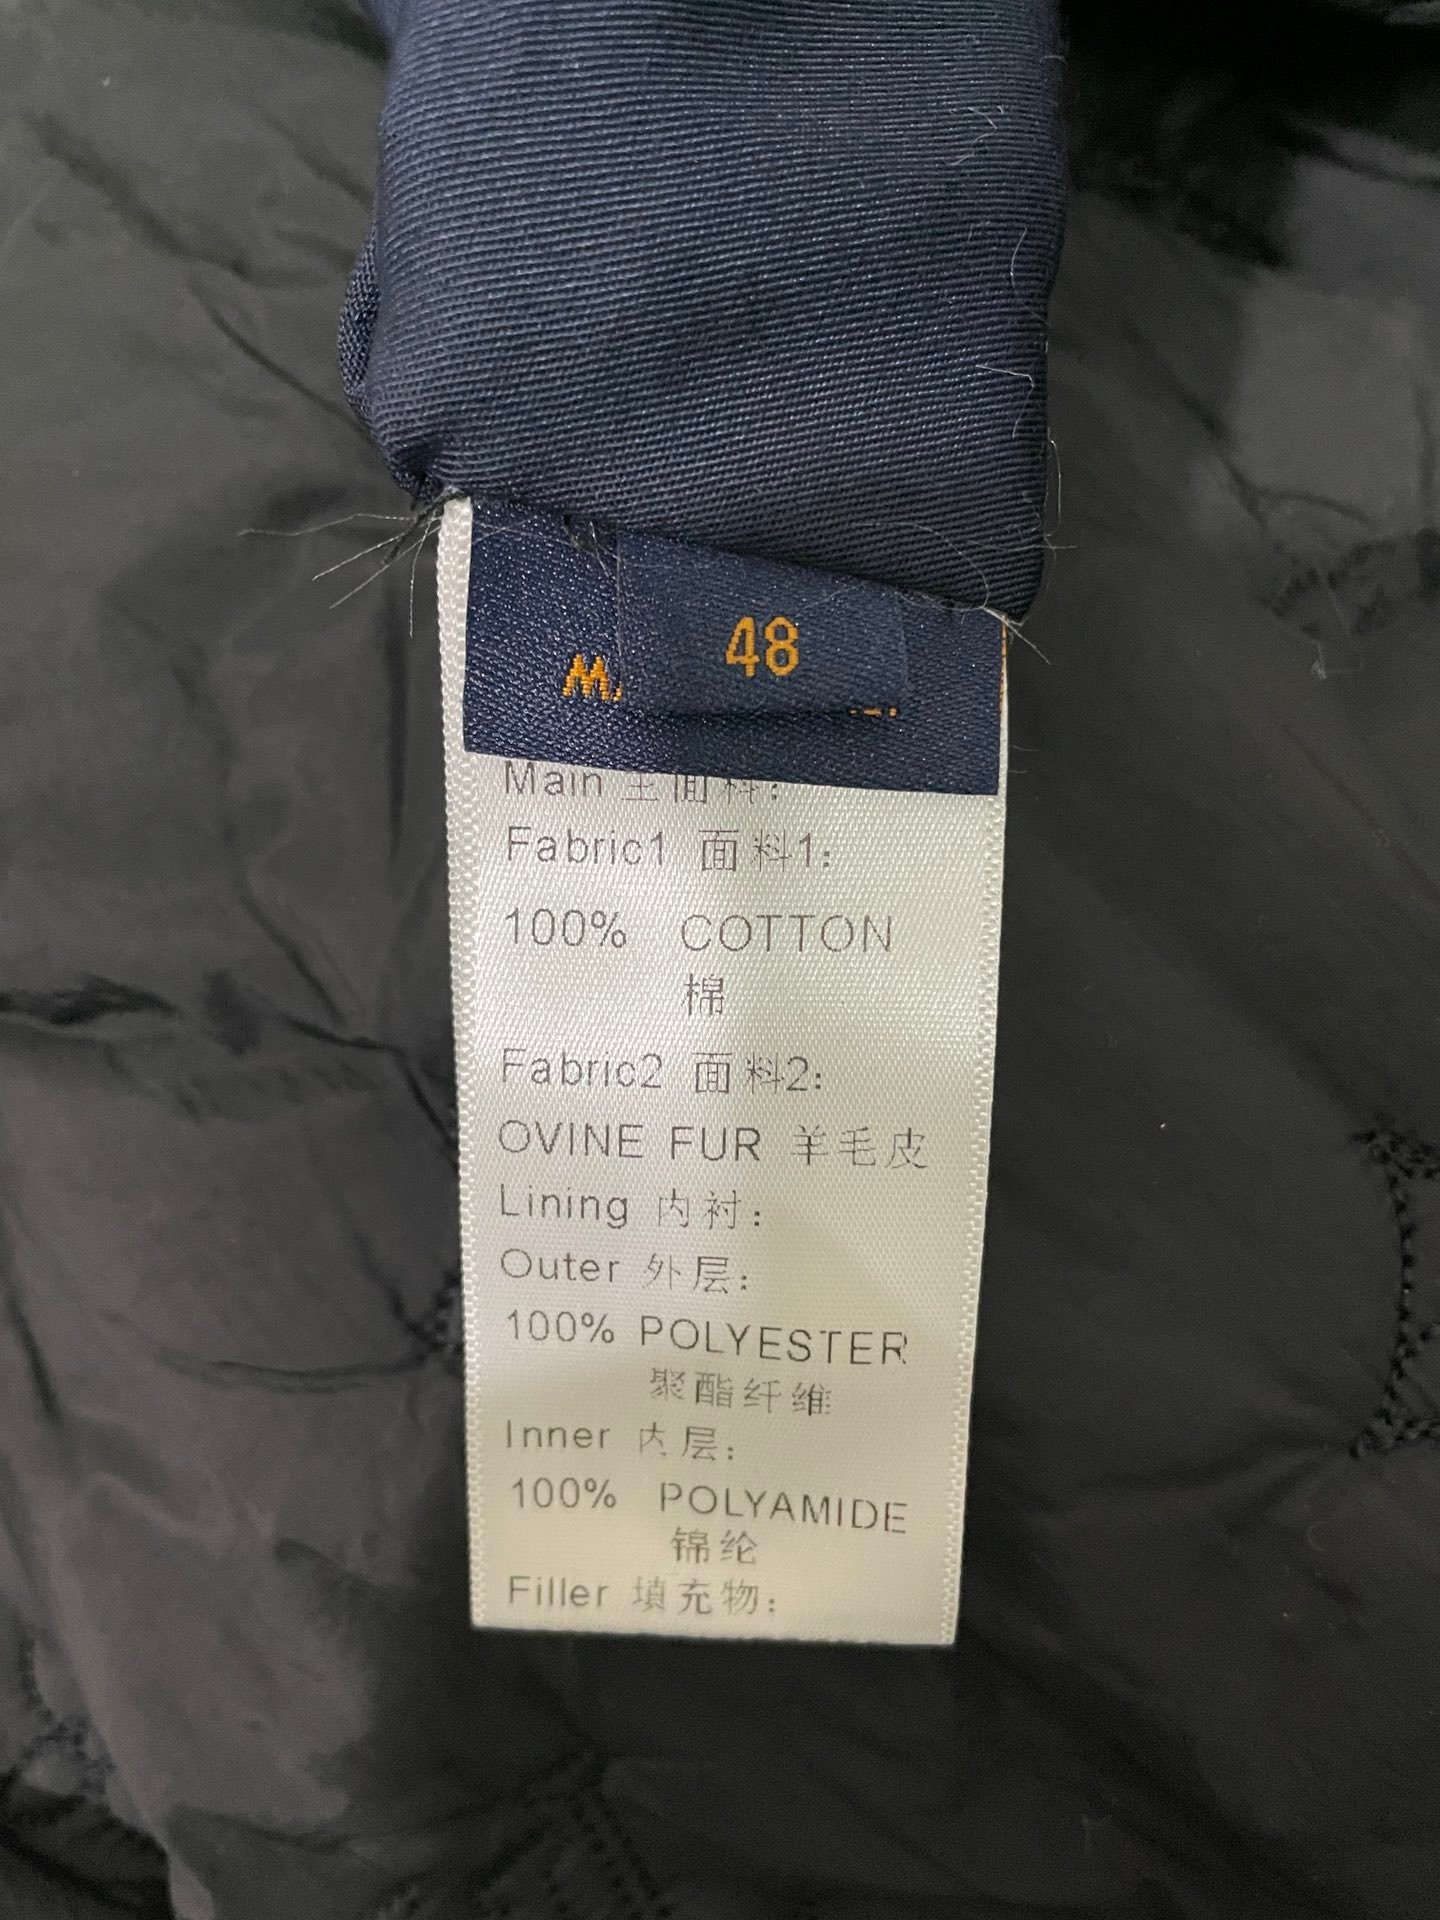 48
Main 主面料:
Fabric1 面料1:
100% COTTON
棉
Fabric2 面料2:
OVINE FUR 羊毛皮
Lining 内衬:
Outer 外层:
100% POLYESTER
聚酯纤维
Inner 内层:
100% POLYAMIDE
锦纶
Filler 填充物: